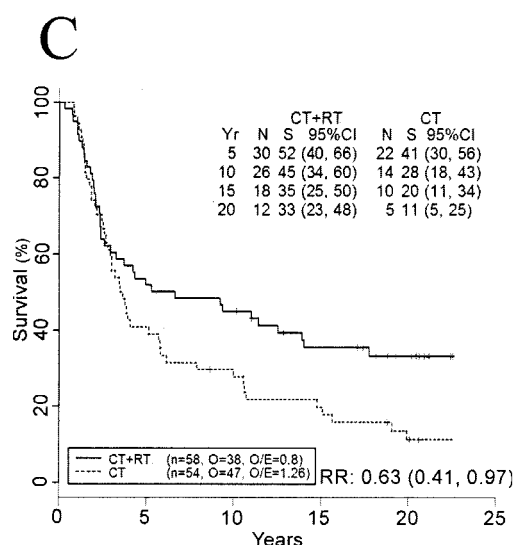 C
CT+RT CT
Yr N S 95%CI N S 95%CI
5 30 52 (40, 66) 22 41 (30, 56)
10 26 45 (34, 60) 14 28 (18, 43)
15 18 35 (25, 50) 10 20 (11, 34)
20 12 33 (23, 48) 5 11 (5, 25)
100
80
60
40
20
0
Survival (%)
CT+RT (n=58, O=38, O/E=0.8)
CT (n=54, O=47, O/E=1.26)
RR: 0.63 (0.41, 0.97)
0 5 10 15 20 25
Years